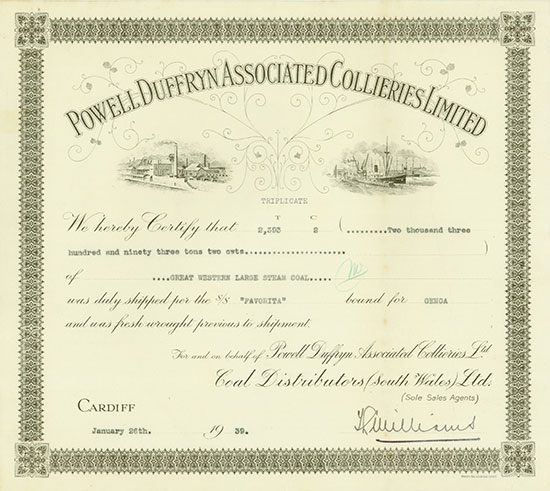 POWELL DUFFRYN ASSOCIATED COLLIERIES LIMITED
TRIPLICATE
T C
We hereby Certify that 2,393 2 (.........Two thousand three
hundred and ninety three tons two cwts........................)
of ....GREAT WESTERN LARGE STEAM COAL.....
was duly shipped per the S/S "FAVORITA" bound for GENOA
and was fresh wrought previous to shipment.
For and on behalf of Powell Duffryn Associated Collieries Ltd
Coal Distributors (South Wales) Ltd.
(Sole Sales Agents)
CARDIFF
January 26th. 19 39.
Williams